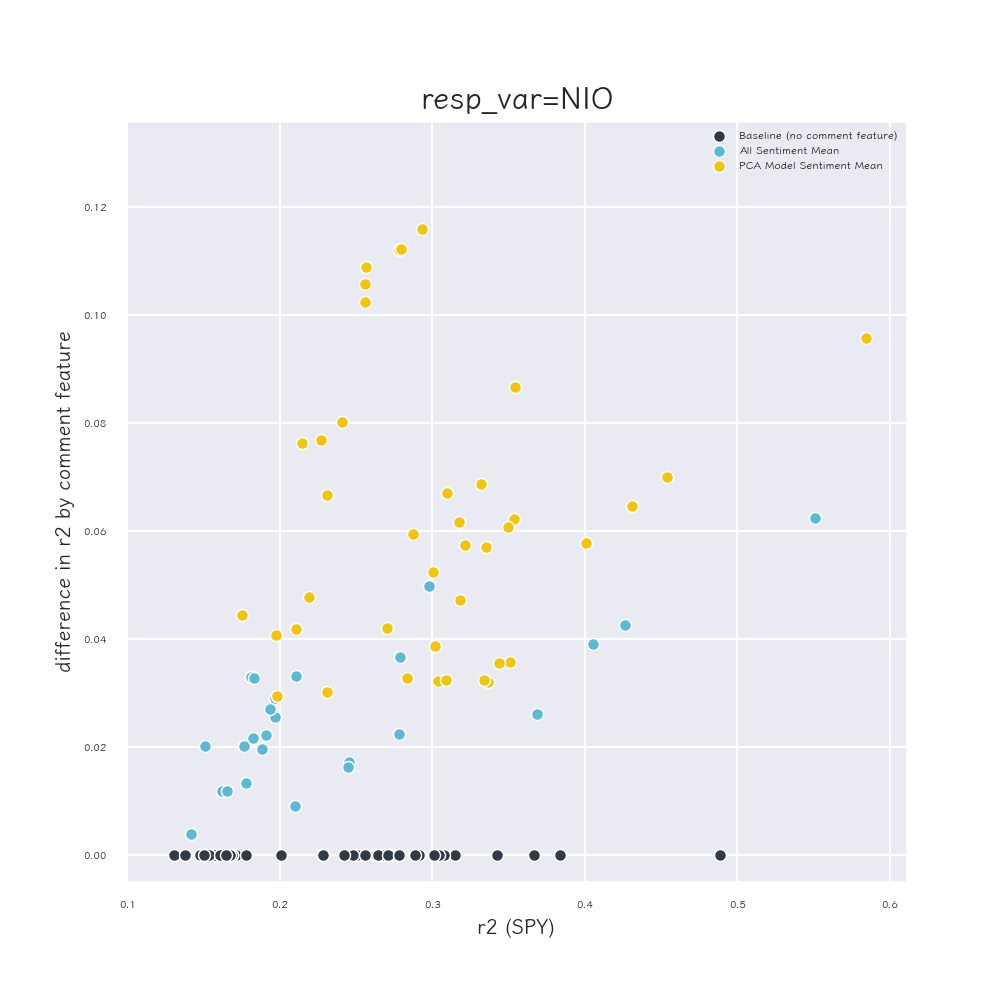 resp_var=NIO
Baseline (no comment feature)
All Sentiment Mean
PCA Model Sentiment Mean
0.12
0.10
0.08
0.06
0.04
0.02
0.00
difference in r2 by comment feature
0.1 0.2 0.3 0.4 0.5 0.6
r2 (SPY)